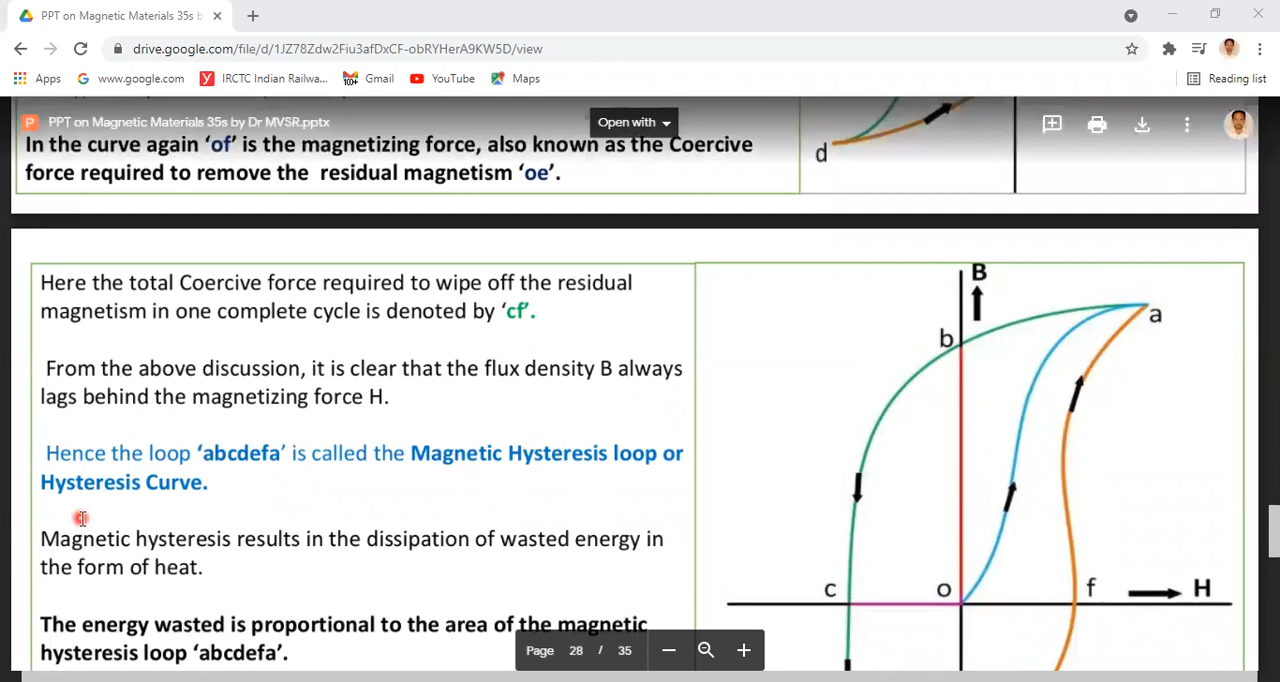 PPT on Magnetic Materials 35s b
drive.google.com/file/d/1JZ78Zdw2Fiu3afDxCF-obRYHerA9KW5D/view
Apps www.google.com IRCTC Indian Railwa... 100+ Gmail YouTube Maps Reading list
P PPT on Magnetic Materials 35s by Dr MVSR.pptx Open with
In the curve again ‘of’ is the magnetizing force, also known as the Coercive
force required to remove the residual magnetism ‘oe’.
d
Here the total Coercive force required to wipe off the residual
magnetism in one complete cycle is denoted by ‘cf’.
From the above discussion, it is clear that the flux density B always
lags behind the magnetizing force H.
Hence the loop ‘abcdefa’ is called the Magnetic Hysteresis loop or
Hysteresis Curve.
Magnetic hysteresis results in the dissipation of wasted energy in
the form of heat.
The energy wasted is proportional to the area of the magnetic
hysteresis loop ‘abcdefa’.
B
a
b
c o f H
Page 28 / 35